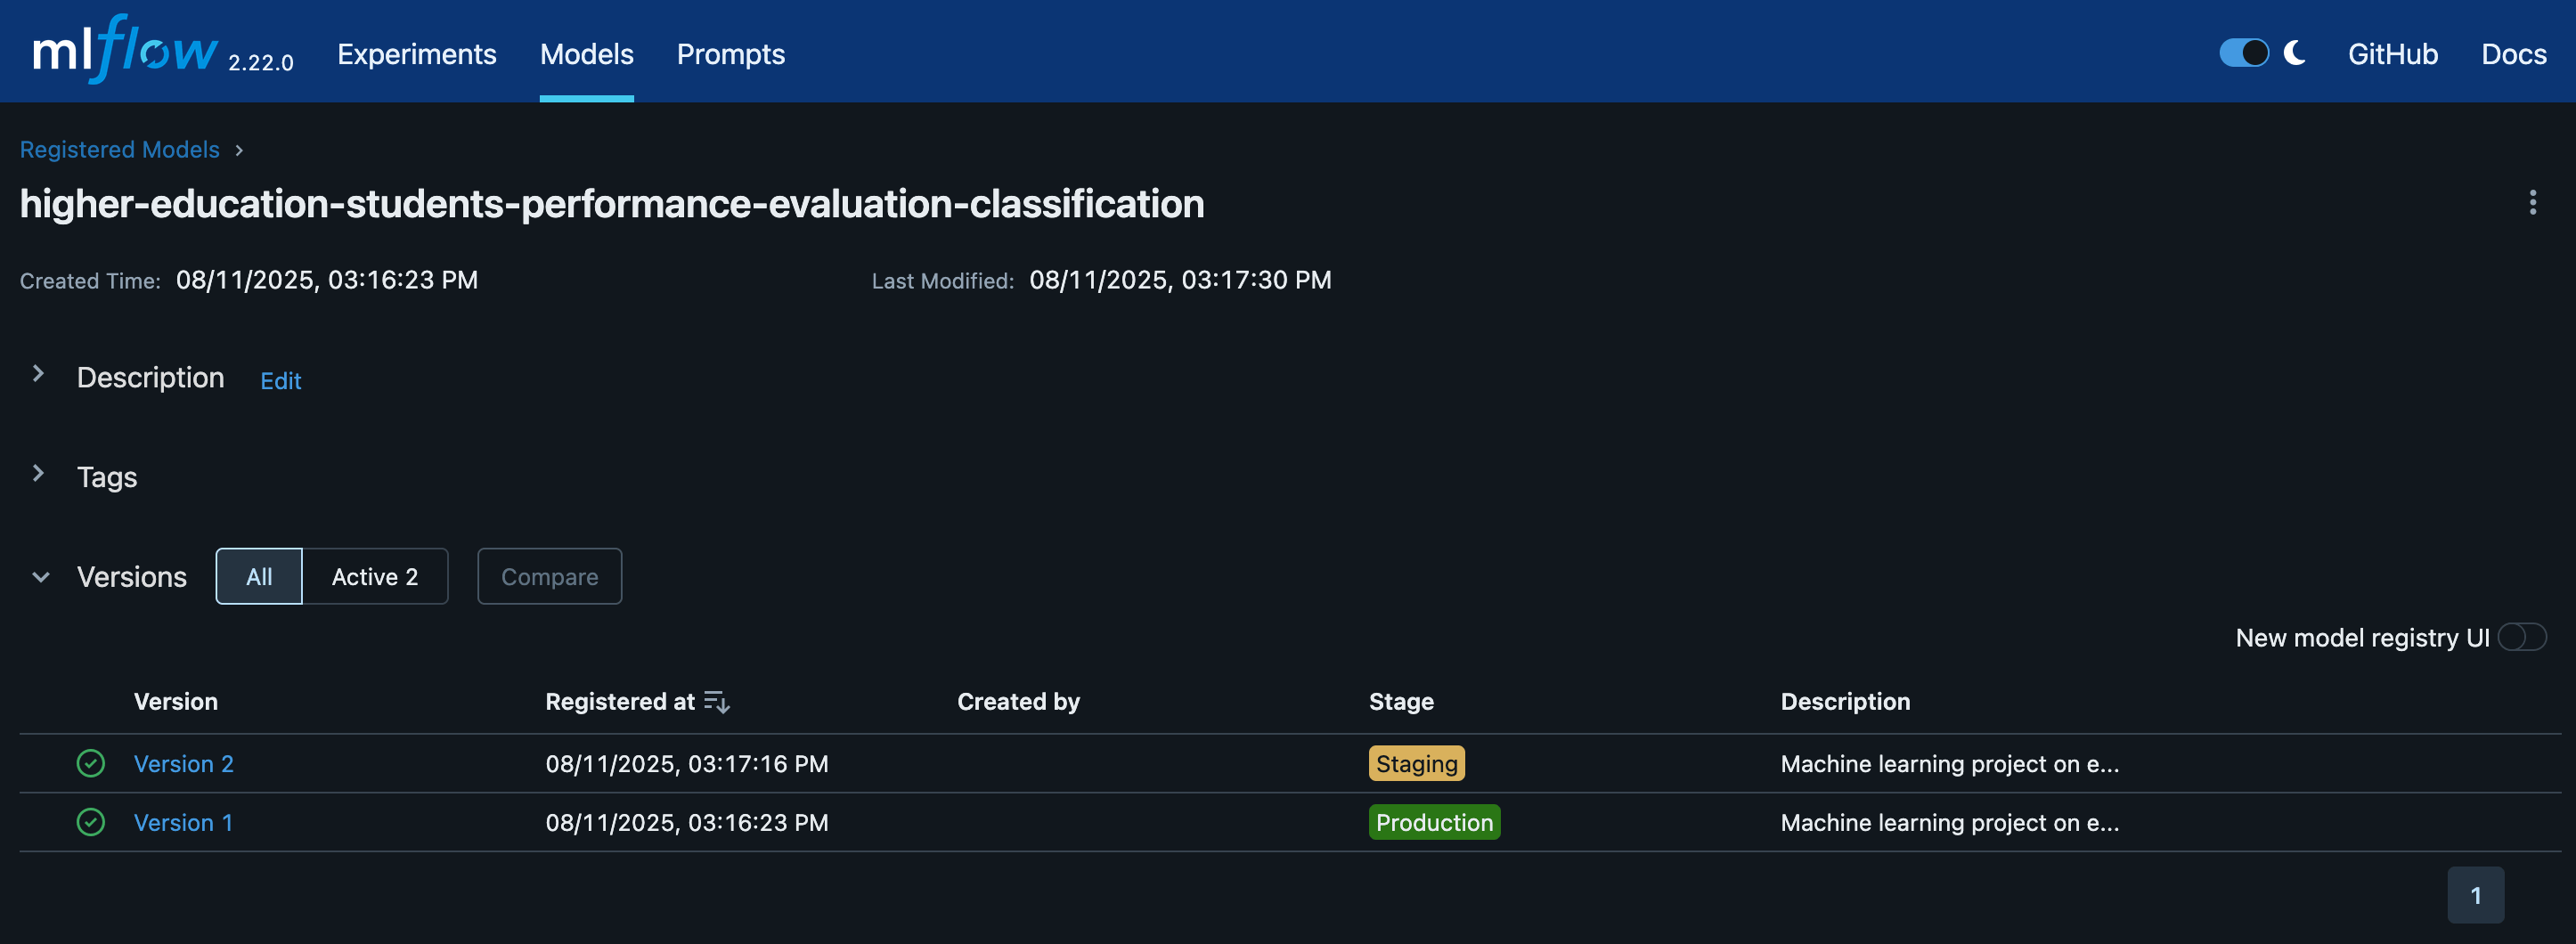 mlflow 2.22.0 Experiments Models Prompts GitHub Docs
Registered Models
higher-education-students-performance-evaluation-classification
Created Time: 08/11/2025, 03:16:23 PM Last Modified: 08/11/2025, 03:17:30 PM
Description Edit
Tags
Versions All Active 2 Compare
New model registry UI
Version Registered at Created by Stage Description
Version 2 08/11/2025, 03:17:16 PM Staging Machine learning project on e...
Version 1 08/11/2025, 03:16:23 PM Production Machine learning project on e...
1